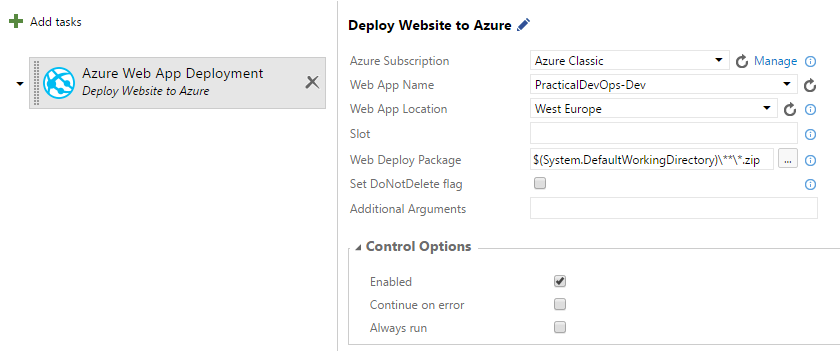 Add tasks
Azure Web App Deployment
Deploy Website to Azure
Deploy Website to Azure
Azure Subscription Azure Classic Manage
Web App Name PracticalDevOps-Dev
Web App Location West Europe
Slot
Web Deploy Package $(System.DefaultWorkingDirectory)\**\*.zip ...
Set DoNotDelete flag
Additional Arguments
Control Options
Enabled
Continue on error
Always run